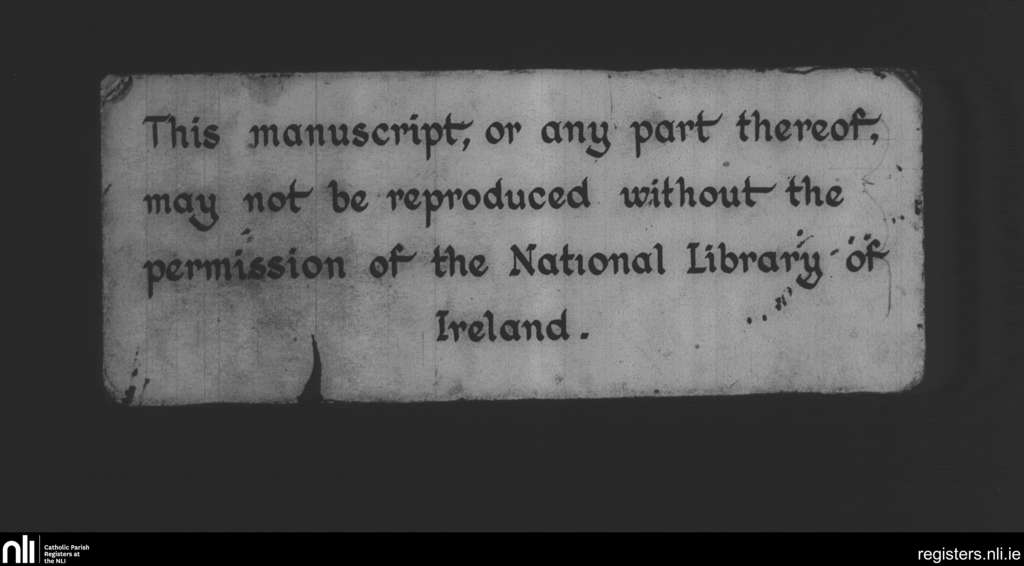 This manuscript, or any part thereof,
may not be reproduced without the
permission of the National Library of
Ireland.
nli
Catholic Parish
Registers at
the NLI
registers.nli.ie